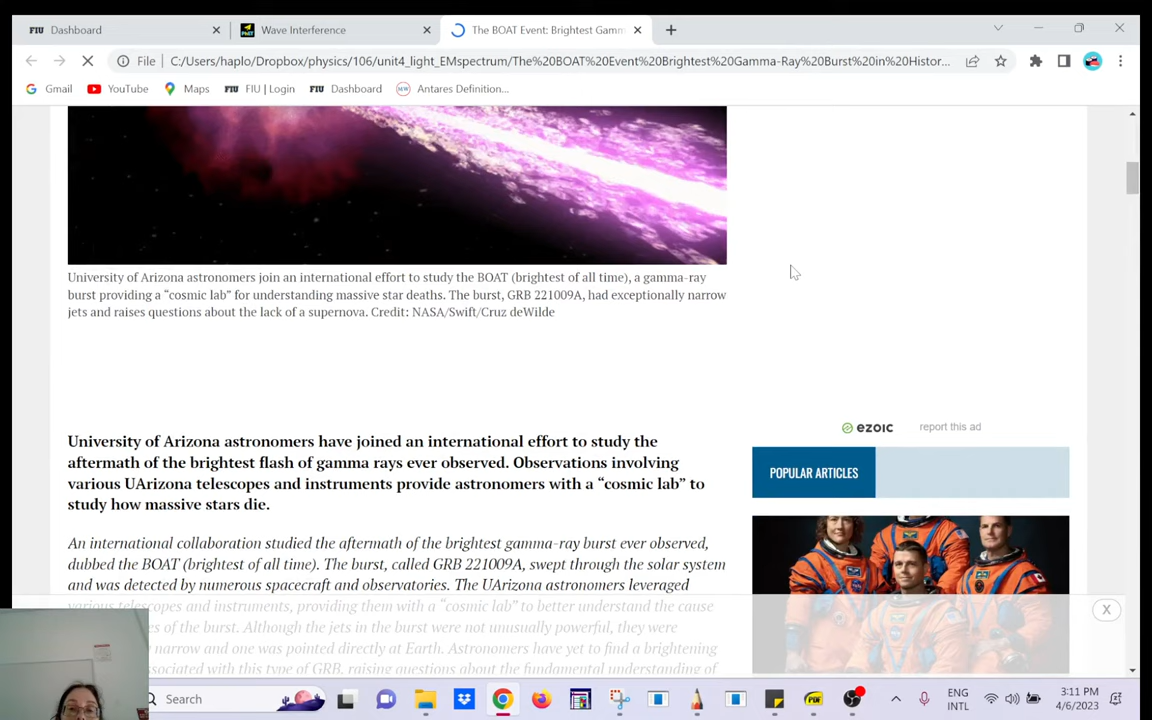 FIU Dashboard
PhET Wave Interference
The BOAT Event: Brightest Gamm
File C:/Users/haplo/Dropbox/physics/106/unit4_light_EMspectrum/The%20BOAT%20Event%20Brightest%20Gamma-Ray%20Burst%20in%20Histor...
Gmail YouTube Maps FIU FIU | Login FIU Dashboard Antares Definition...
University of Arizona astronomers join an international effort to study the BOAT (brightest of all time), a gamma-ray
burst providing a “cosmic lab” for understanding massive star deaths. The burst, GRB 221009A, had exceptionally narrow
jets and raises questions about the lack of a supernova. Credit: NASA/Swift/Cruz deWilde
ezoic report this ad
University of Arizona astronomers have joined an international effort to study the
aftermath of the brightest flash of gamma rays ever observed. Observations involving
various UArizona telescopes and instruments provide astronomers with a “cosmic lab” to
study how massive stars die.
POPULAR ARTICLES
An international collaboration studied the aftermath of the brightest gamma-ray burst ever observed,
dubbed the BOAT (brightest of all time). The burst, called GRB 221009A, swept through the solar system
and was detected by numerous spacecraft and observatories. The UArizona astronomers leveraged
various telescopes and instruments, providing them with a “cosmic lab” to better understand the cause
es of the burst. Although the jets in the burst were not unusually powerful, they were
narrow and one was pointed directly at Earth. Astronomers have yet to find a brightening
ssociated with this type of GRB, raising questions about the fundamental understanding of
X
Search
ENG
INTL
3:11 PM
4/6/2023